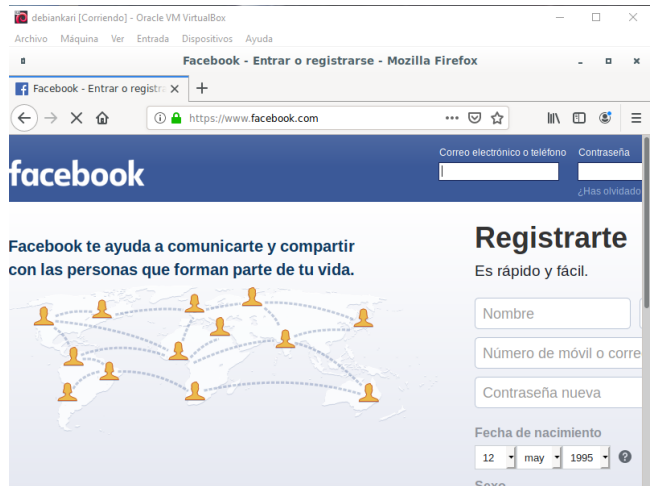 debiankari [Corriendo] - Oracle VM VirtualBox
Archivo Máquina Ver Entrada Dispositivos Ayuda
Facebook - Entrar o registrarse - Mozilla Firefox
Facebook - Entrar o registr
https://www.facebook.com
Correo electrónico o teléfono Contraseña
facebook
¿Has olvidado
Facebook te ayuda a comunicarte y compartir
con las personas que forman parte de tu vida.
Registrarte
Es rápido y fácil.
Nombre
Número de móvil o corre
Contraseña nueva
Fecha de nacimiento
12 may 1995
Sexo